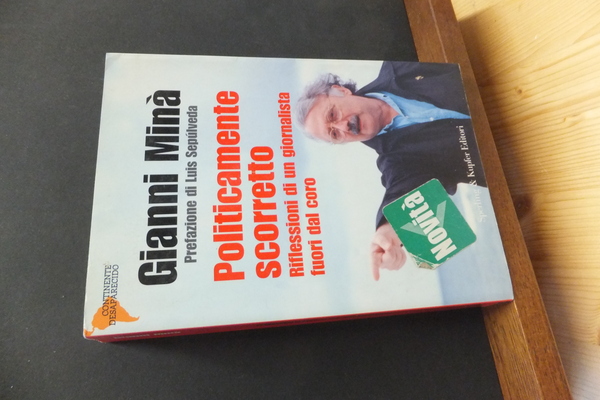 Gianni Minà
Prefazione di Luis Sepúlveda
Politicamente
scorretto
Riflessioni di un giornalista
fuori dal coro
Novità
& Kupfer Editori
CONTINENTE
DESAPARECIDO